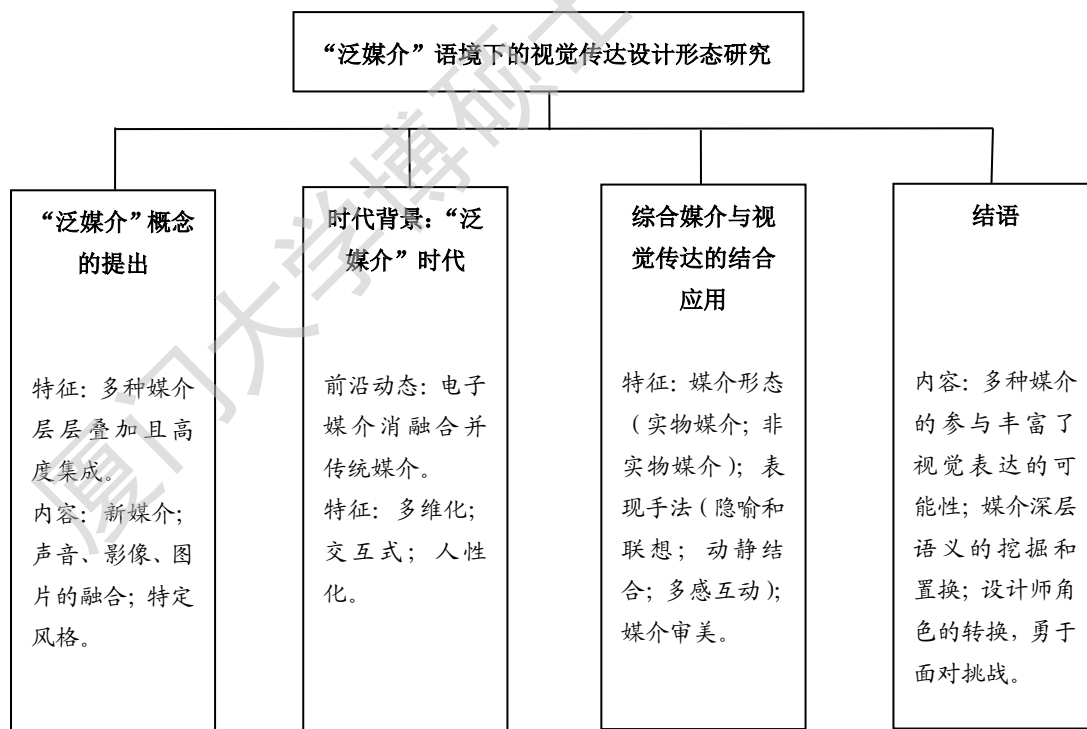 “泛媒介”语境下的视觉传达设计形态研究
“泛媒介”概念
的提出
特征：多种媒介
层层叠加且高
度集成。
内容：新媒介；
声音、影像、图
片的融合；特定
风格。
时代背景：“泛
媒介”时代
前沿动态：电子
媒介消融合并
传统媒介。
特征：多维化；
交互式；人性
化。
综合媒介与视
觉传达的结合
应用
特征：媒介形态
（实物媒介；非
实物媒介）；表
现手法（隐喻和
联想；动静结
合；多感互动）；
媒介审美。
结语
内容：多种媒介
的参与丰富了
视觉表达的可
能性；媒介深层
语义的挖掘和
置换；设计师角
色的转换，勇于
面对挑战。
厦门大学博硕士